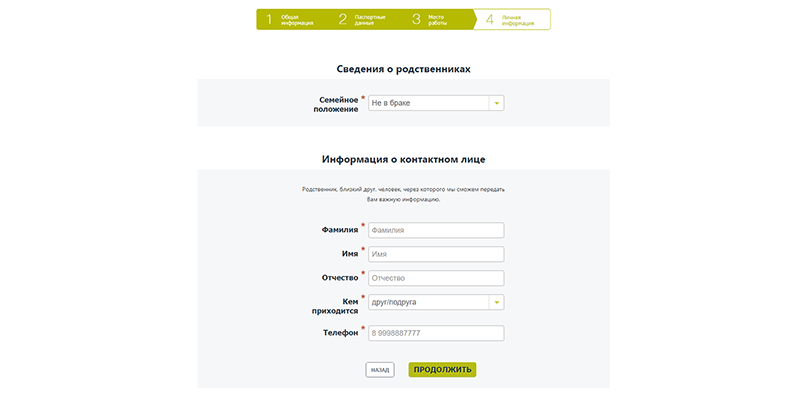 1 Общая информация
2 Паспортные данные
3 Место работы
4 Личная информация
Сведения о родственниках
Семейное положение * Не в браке
Информация о контактном лице
Родственник, близкий друг, человек, через которого мы сможем передать
Вам важную информацию.
Фамилия * Фамилия
Имя * Имя
Отчество * Отчество
Кем приходится * друг/подруга
Телефон * 8 9998887777
НАЗАД ПРОДОЛЖИТЬ